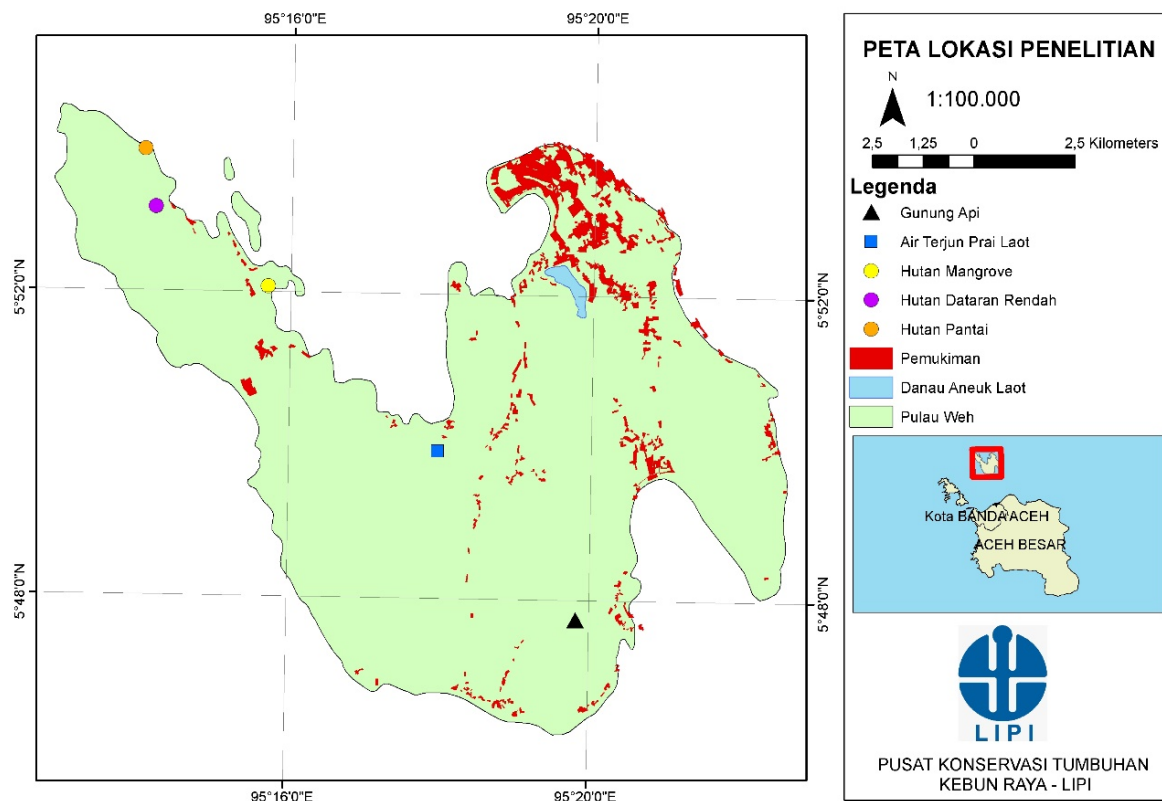 95°16'0"E
95°20'0"E
5°52'0"N
5°52'0"N
5°48'0"N
5°48'0"N
95°16'0"E
95°20'0"E
PETA LOKASI PENELITIAN
N
1:100.000
2,5 1,25 0 2,5 Kilometers
Legenda
Gunung Api
Air Terjun Prai Laot
Hutan Mangrove
Hutan Dataran Rendah
Hutan Pantai
Pemukiman
Danau Aneuk Laot
Pulau Weh
Kota BANDA ACEH
ACEH BESAR
LIPI
PUSAT KONSERVASI TUMBUHAN
KEBUN RAYA - LIPI